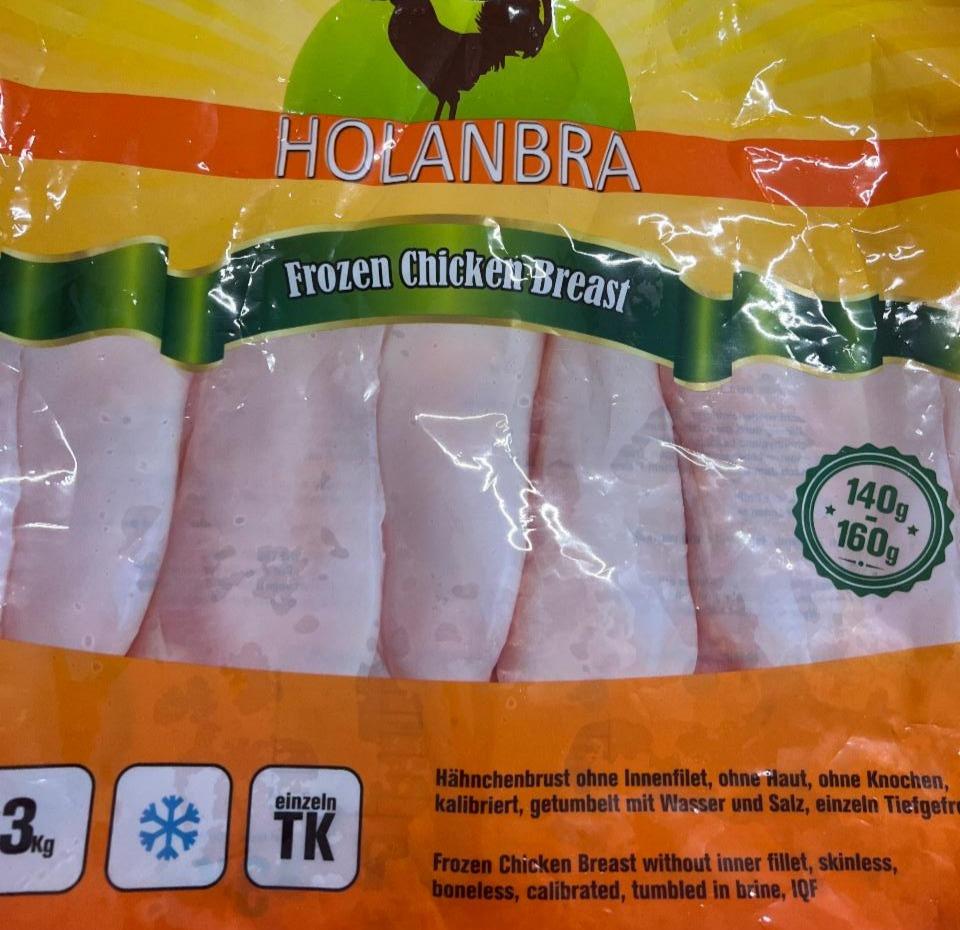 HOLANBRA
Frozen Chicken Breast
140g
-
160g
3Kg
einzeln
TK
Hähnchenbrust ohne Innenfilet, ohne Haut, ohne Knochen,
kalibriert, getumbelt mit Wasser und Salz, einzeln
Frozen Chicken Breast without inner fillet, skinless,
boneless, calibrated, tumbled in brine, IQF